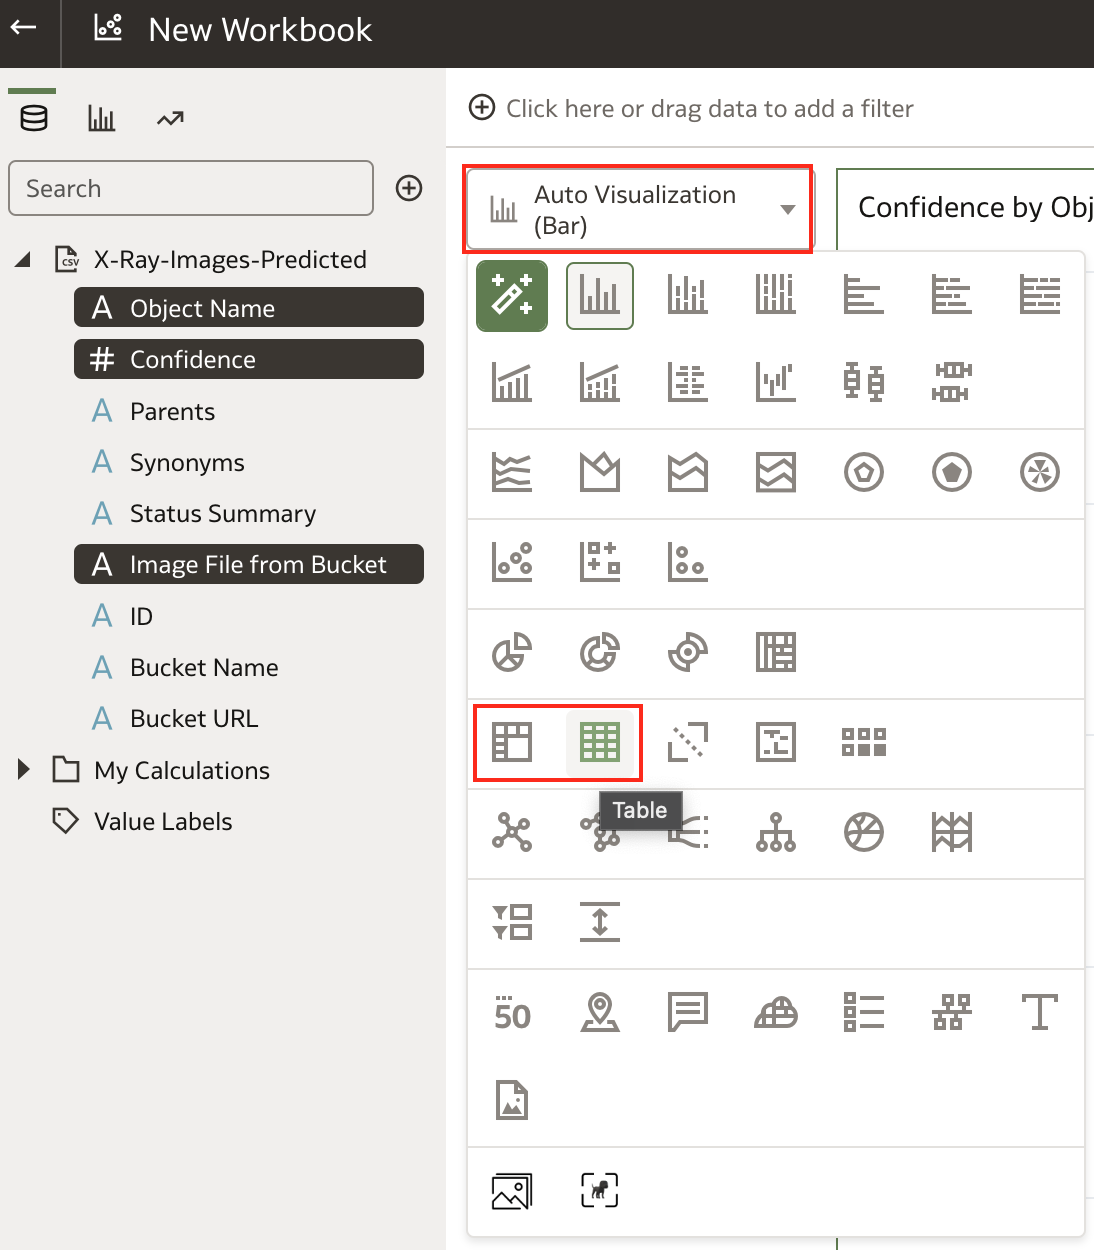 New Workbook
Click here or drag data to add a filter
Search
Auto Visualization
(Bar)
Confidence by Obj
X-Ray-Images-Predicted
CSV
A Object Name
# Confidence
A Parents
A Synonyms
A Status Summary
A Image File from Bucket
A ID
A Bucket Name
A Bucket URL
My Calculations
Value Labels
Table
50
T